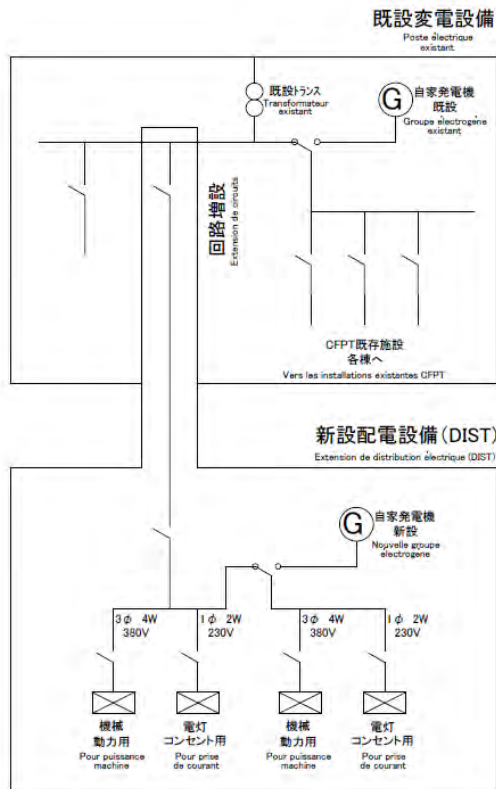 既設変電設備
Poste électrique
existant
既設トランス
Transformateur
existant
G
自家発電機
既設
Groupe électrogène
existant
回路増設
Extension de circuits
CFPT既存施設
各棟へ
Vers les installations existantes CFPT
新設配電設備(DIST)
Extension de distribution électrique (DIST)
G
自家発電機
新設
Nouvelle groupe
électrogene
3φ 4W
380V
1φ 2W
230V
3φ 4W
380V
1φ 2W
230V
機械
動力用
Pour puissance
machine
電灯
コンセント用
Pour prise
de courant
機械
動力用
Pour puissance
machine
電灯
コンセント用
Pour prise
de courant